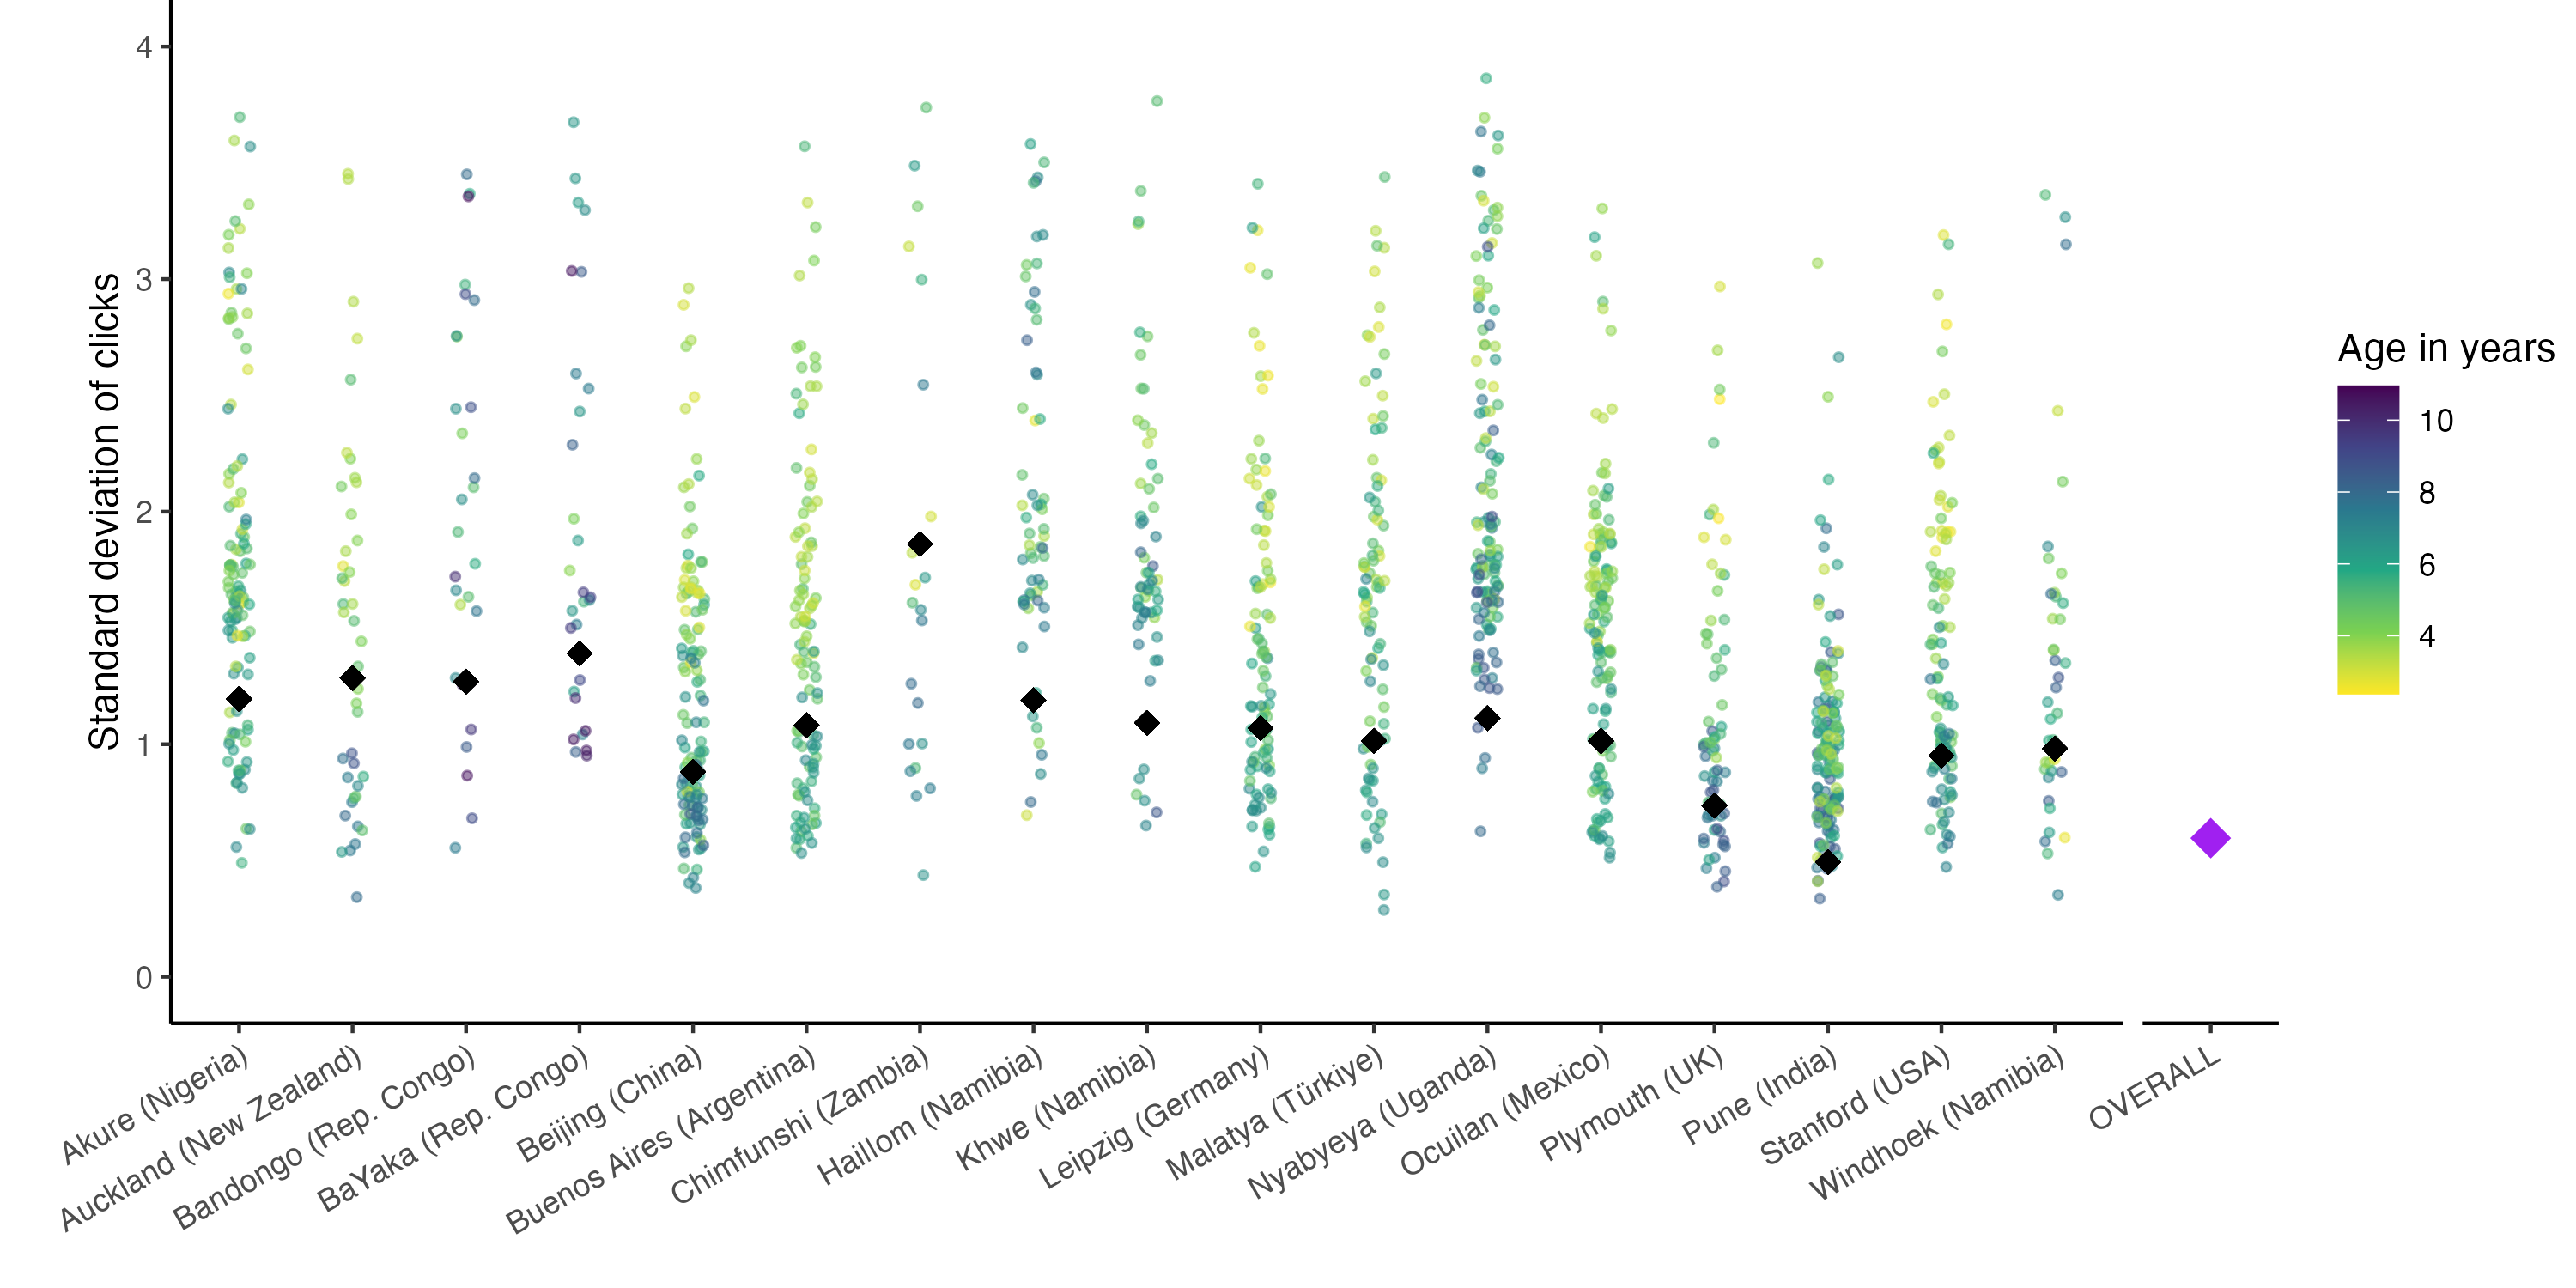 Standard deviation of clicks
4
3
2
1
0
Akure (Nigeria)
Auckland (New Zealand)
Bandongo (Rep. Congo)
BaYaka (Rep. Congo)
Beijing (China)
Buenos Aires (Argentina)
Chimfunshi (Zambia)
Haillom (Namibia)
Khwe (Namibia)
Leipzig (Germany)
Malatya (Türkiye)
Nyabyeya (Uganda)
Ocuilan (Mexico)
Plymouth (UK)
Pune (India)
Stanford (USA)
Windhoek (Namibia)
OVERALL
Age in years
10
8
6
4